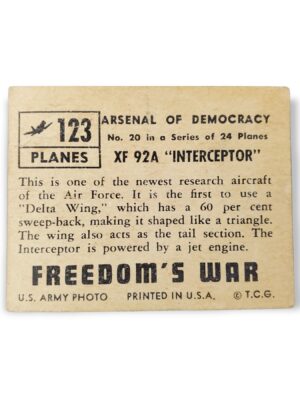 123
PLANES
ARSENAL OF DEMOCRACY
No. 20 in a Series of 24 Planes
XF 92A "INTERCEPTOR"
This is one of the newest research aircraft
of the Air Force. It is the first to use a
"Delta Wing," which has a 60 per cent
sweep-back, making it shaped like a triangle.
The wing also acts as the tail section. The
Interceptor is powered by a jet engine.
FREEDOM'S WAR
U.S. ARMY PHOTO PRINTED IN U.S.A. © T.C.G.